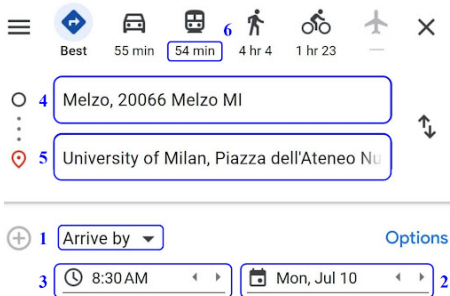 6
Best 55 min 54 min 4 hr 4 1 hr 23 —
4 Melzo, 20066 Melzo MI
5 University of Milan, Piazza dell'Ateneo Nu
1 Arrive by Options
3 8:30 AM Mon, Jul 10 2